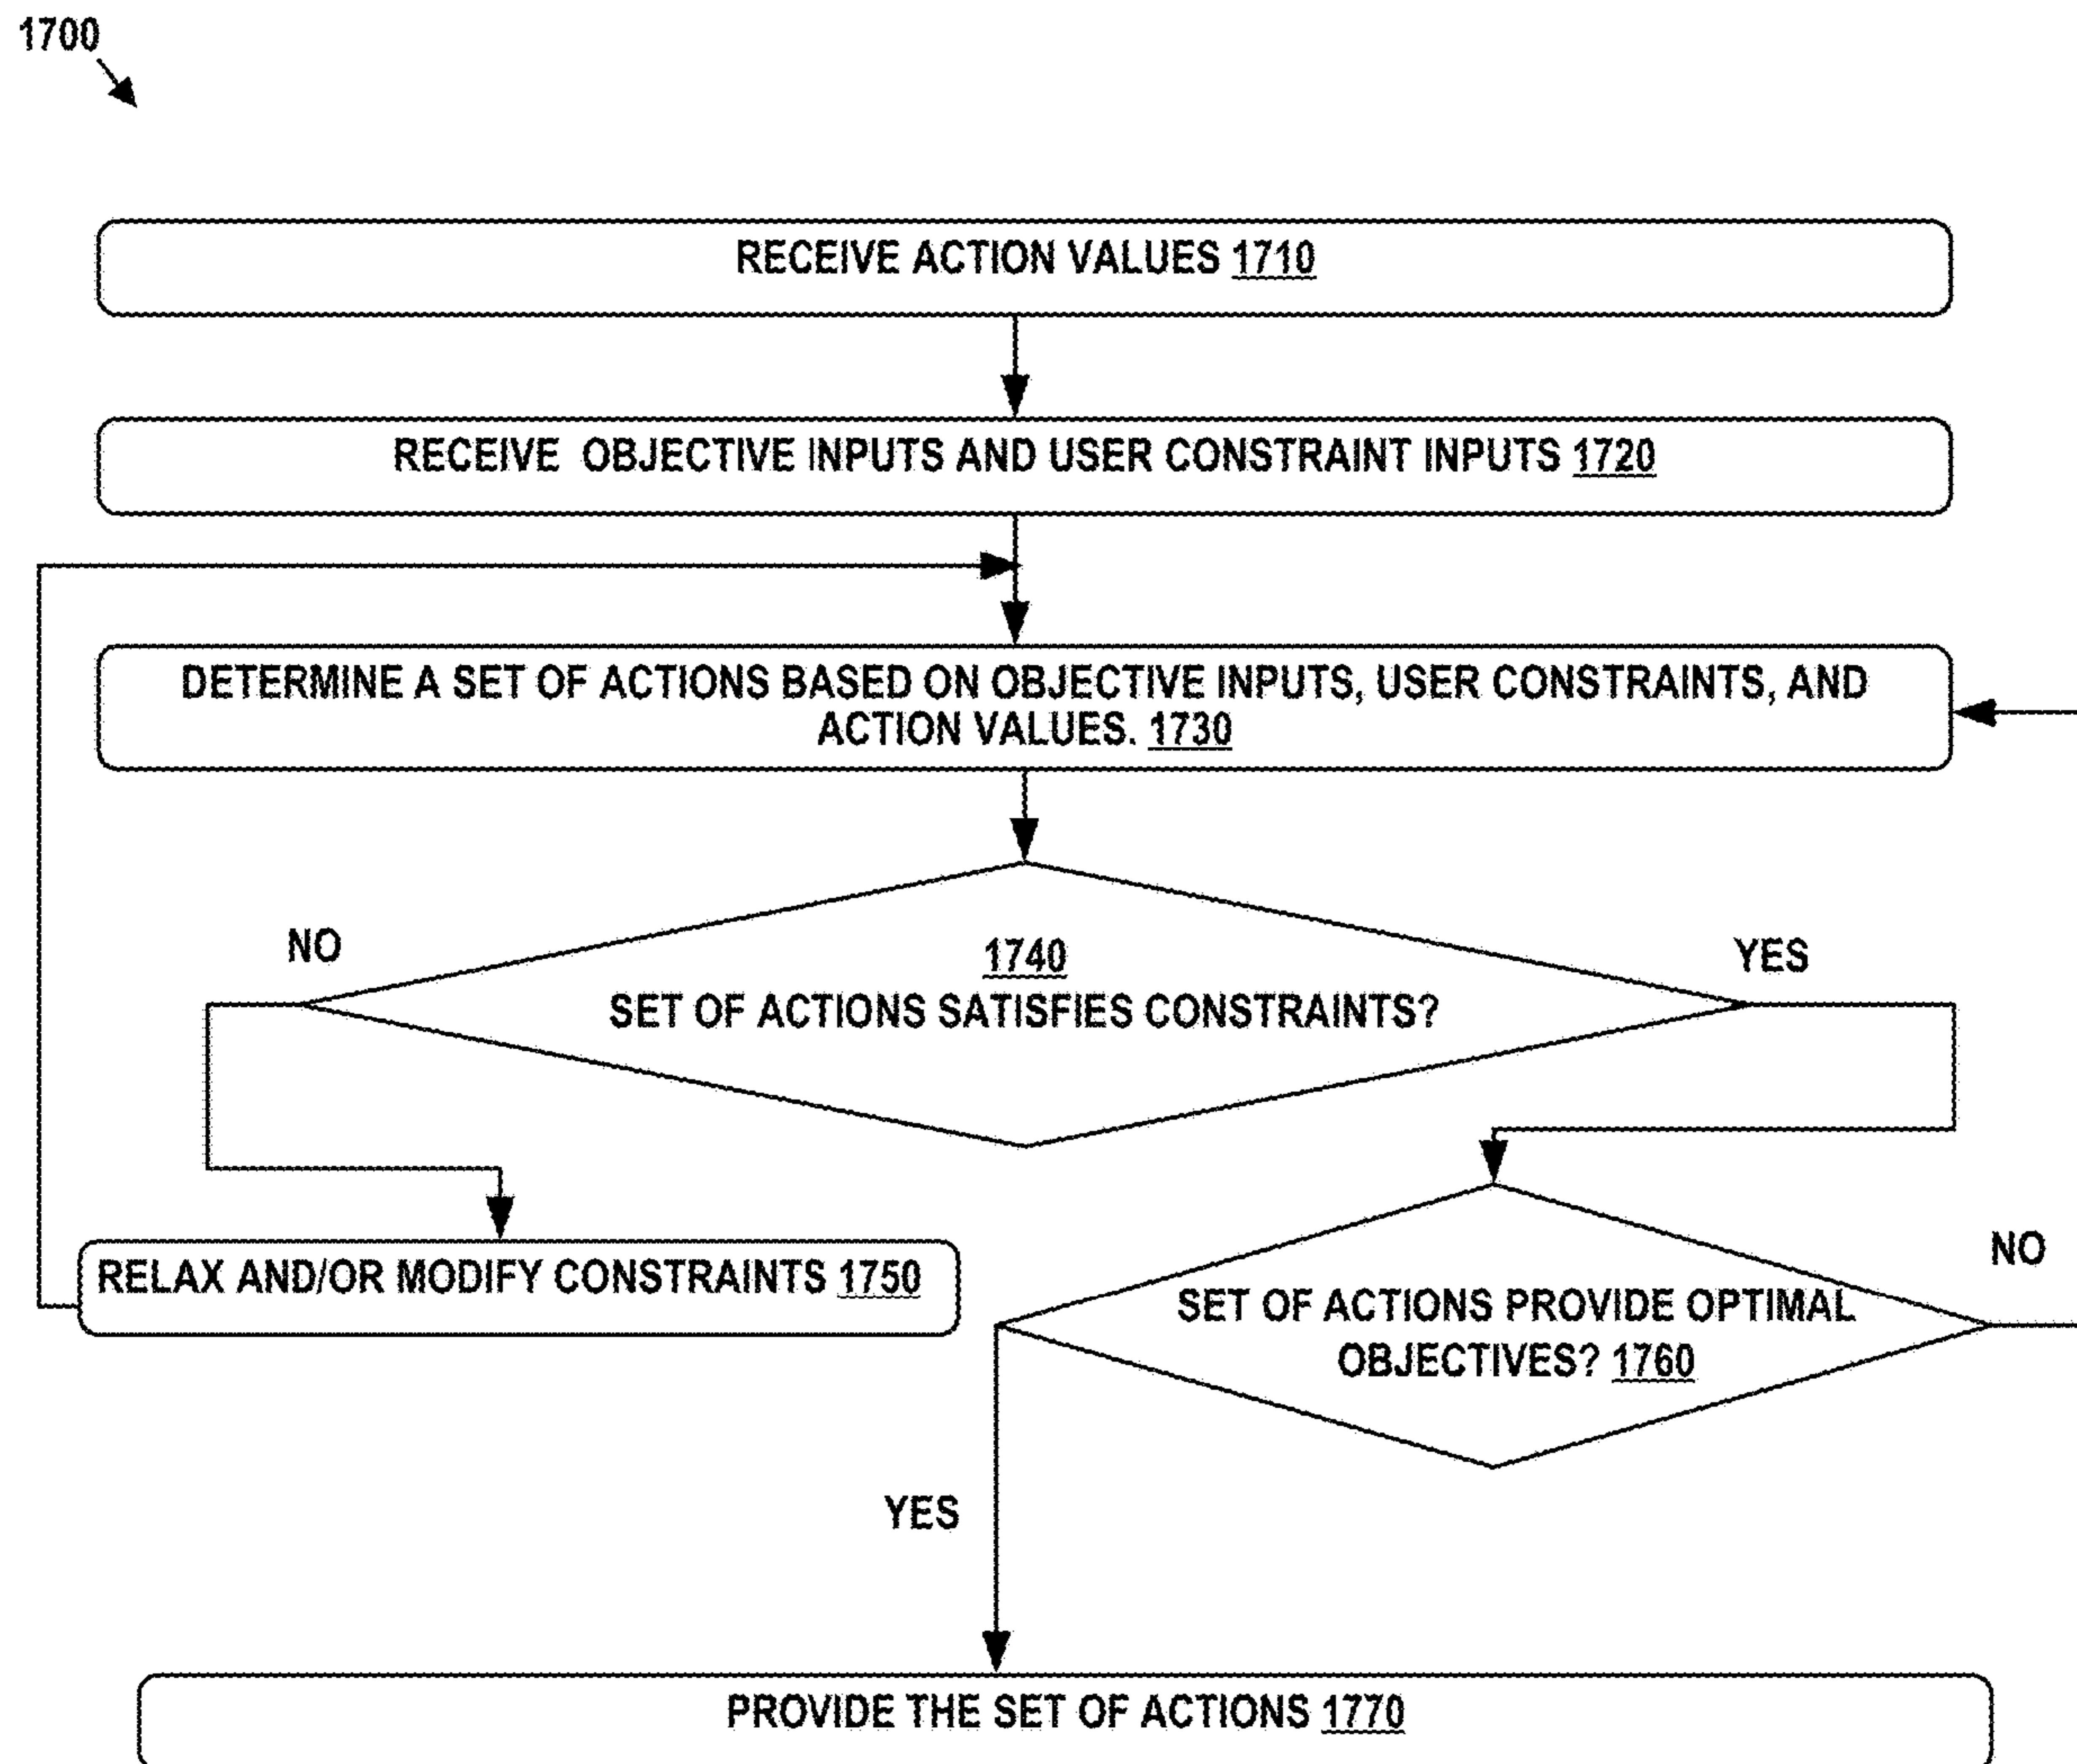 1700
RECEIVE ACTION VALUES 1710
RECEIVE OBJECTIVE INPUTS AND USER CONSTRAINT INPUTS 1720
DETERMINE A SET OF ACTIONS BASED ON OBJECTIVE INPUTS, USER CONSTRAINTS, AND
ACTION VALUES. 1730
NO
1740
YES
SET OF ACTIONS SATISFIES CONSTRAINTS?
RELAX AND/OR MODIFY CONSTRAINTS 1750
NO
SET OF ACTIONS PROVIDE OPTIMAL
OBJECTIVES? 1760
YES
PROVIDE THE SET OF ACTIONS 1770